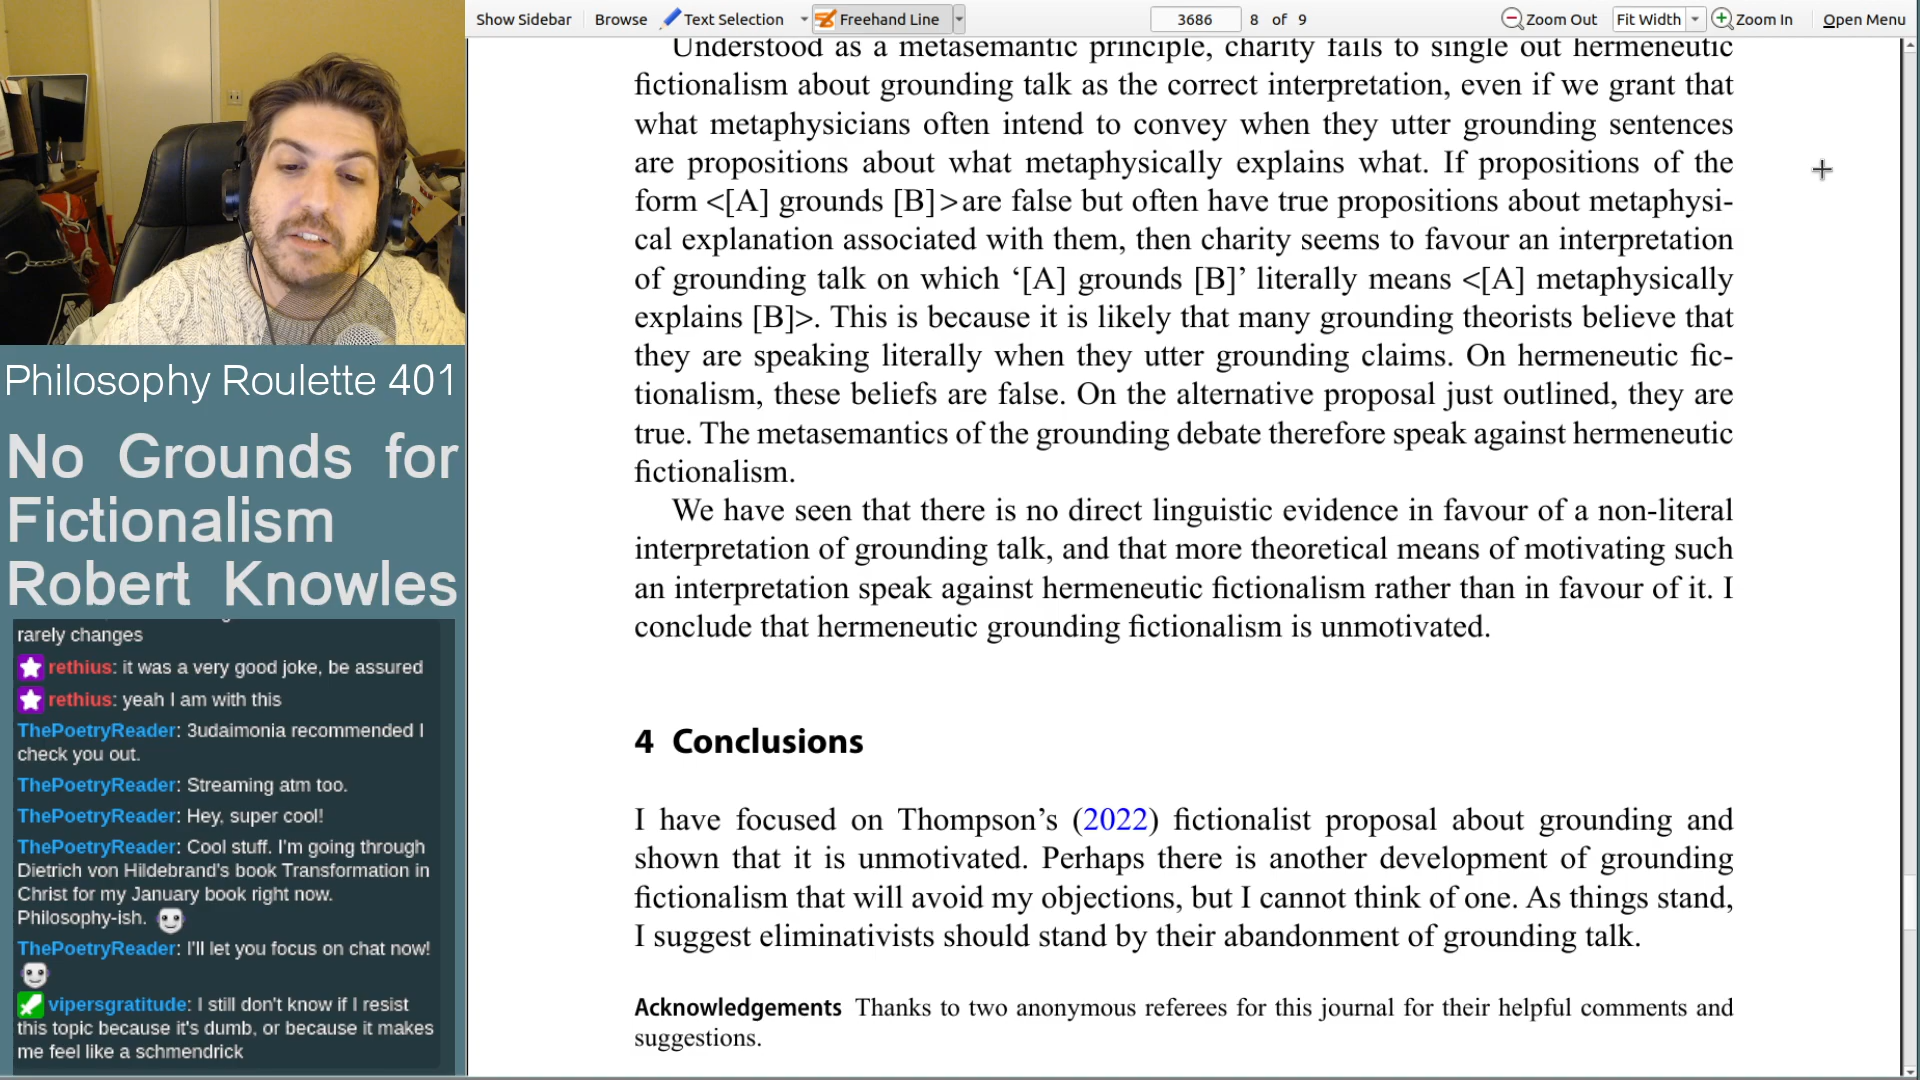 Show Sidebar Browse Text Selection Freehand Line 3686 8 of 9 Zoom Out Fit Width Zoom In Open Menu
Understood as a metasemantic principle, charity fails to single out hermeneutic
fictionalism about grounding talk as the correct interpretation, even if we grant that
what metaphysicians often intend to convey when they utter grounding sentences
are propositions about what metaphysically explains what. If propositions of the
form <[A] grounds [B]>are false but often have true propositions about metaphysi-
cal explanation associated with them, then charity seems to favour an interpretation
of grounding talk on which ‘[A] grounds [B]’ literally means <[A] metaphysically
explains [B]>. This is because it is likely that many grounding theorists believe that
they are speaking literally when they utter grounding claims. On hermeneutic fic-
tionalism, these beliefs are false. On the alternative proposal just outlined, they are
true. The metasemantics of the grounding debate therefore speak against hermeneutic
fictionalism.
We have seen that there is no direct linguistic evidence in favour of a non-literal
interpretation of grounding talk, and that more theoretical means of motivating such
an interpretation speak against hermeneutic fictionalism rather than in favour of it. I
conclude that hermeneutic grounding fictionalism is unmotivated.
4 Conclusions
I have focused on Thompson’s (2022) fictionalist proposal about grounding and
shown that it is unmotivated. Perhaps there is another development of grounding
fictionalism that will avoid my objections, but I cannot think of one. As things stand,
I suggest eliminativists should stand by their abandonment of grounding talk.
Acknowledgements Thanks to two anonymous referees for this journal for their helpful comments and
suggestions.
Philosophy Roulette 401
No Grounds for
Fictionalism
Robert Knowles
rarely changes
rethius: it was a very good joke, be assured
rethius: yeah I am with this
ThePoetryReader: 3udaimonia recommended I
check you out.
ThePoetryReader: Streaming atm too.
ThePoetryReader: Hey, super cool!
ThePoetryReader: Cool stuff. I'm going through
Dietrich von Hildebrand's book Transformation in
Christ for my January book right now.
Philosophy-ish.
ThePoetryReader: I'll let you focus on chat now!
vipersgratitude: I still don't know if I resist
this topic because it's dumb, or because it makes
me feel like a schmendrick